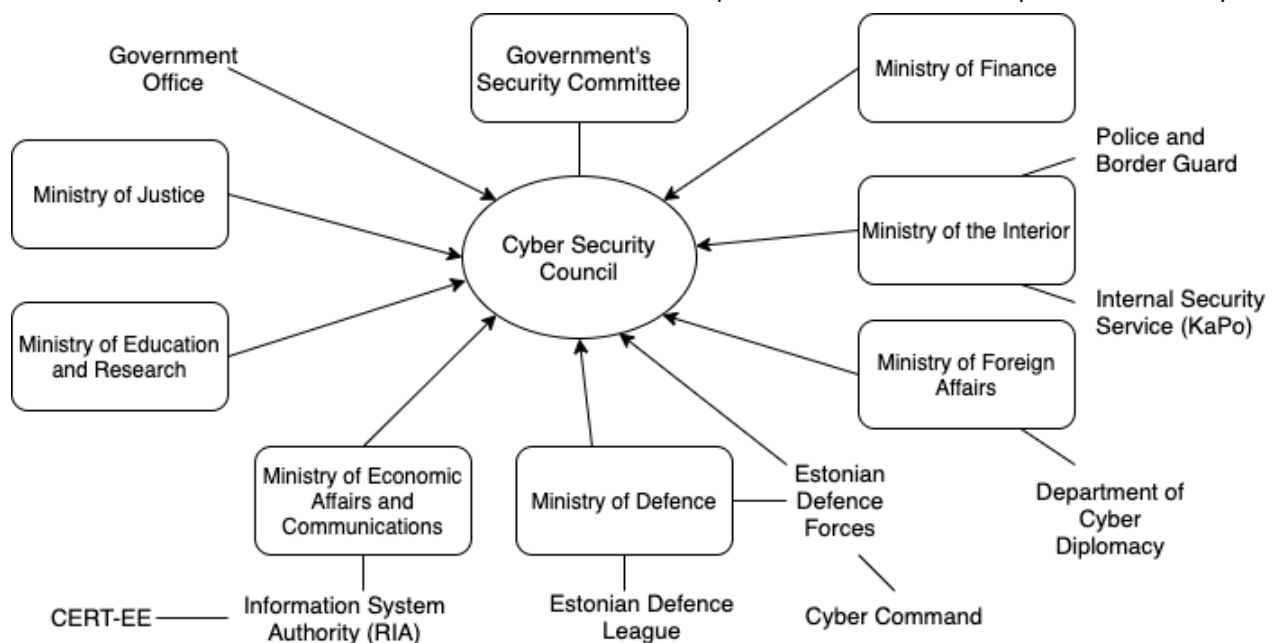 Government
Office
Government's
Security Committee
Ministry of Finance
Police and
Border Guard
Ministry of Justice
Ministry of the Interior
Cyber Security
Council
Internal Security
Service (KaPo)
Ministry of Education
and Research
Ministry of Foreign
Affairs
Ministry of Economic
Affairs and
Communications
Ministry of Defence
Estonian
Defence
Forces
Department of
Cyber
Diplomacy
CERT-EE
Information System
Authority (RIA)
Estonian Defence
League
Cyber Command